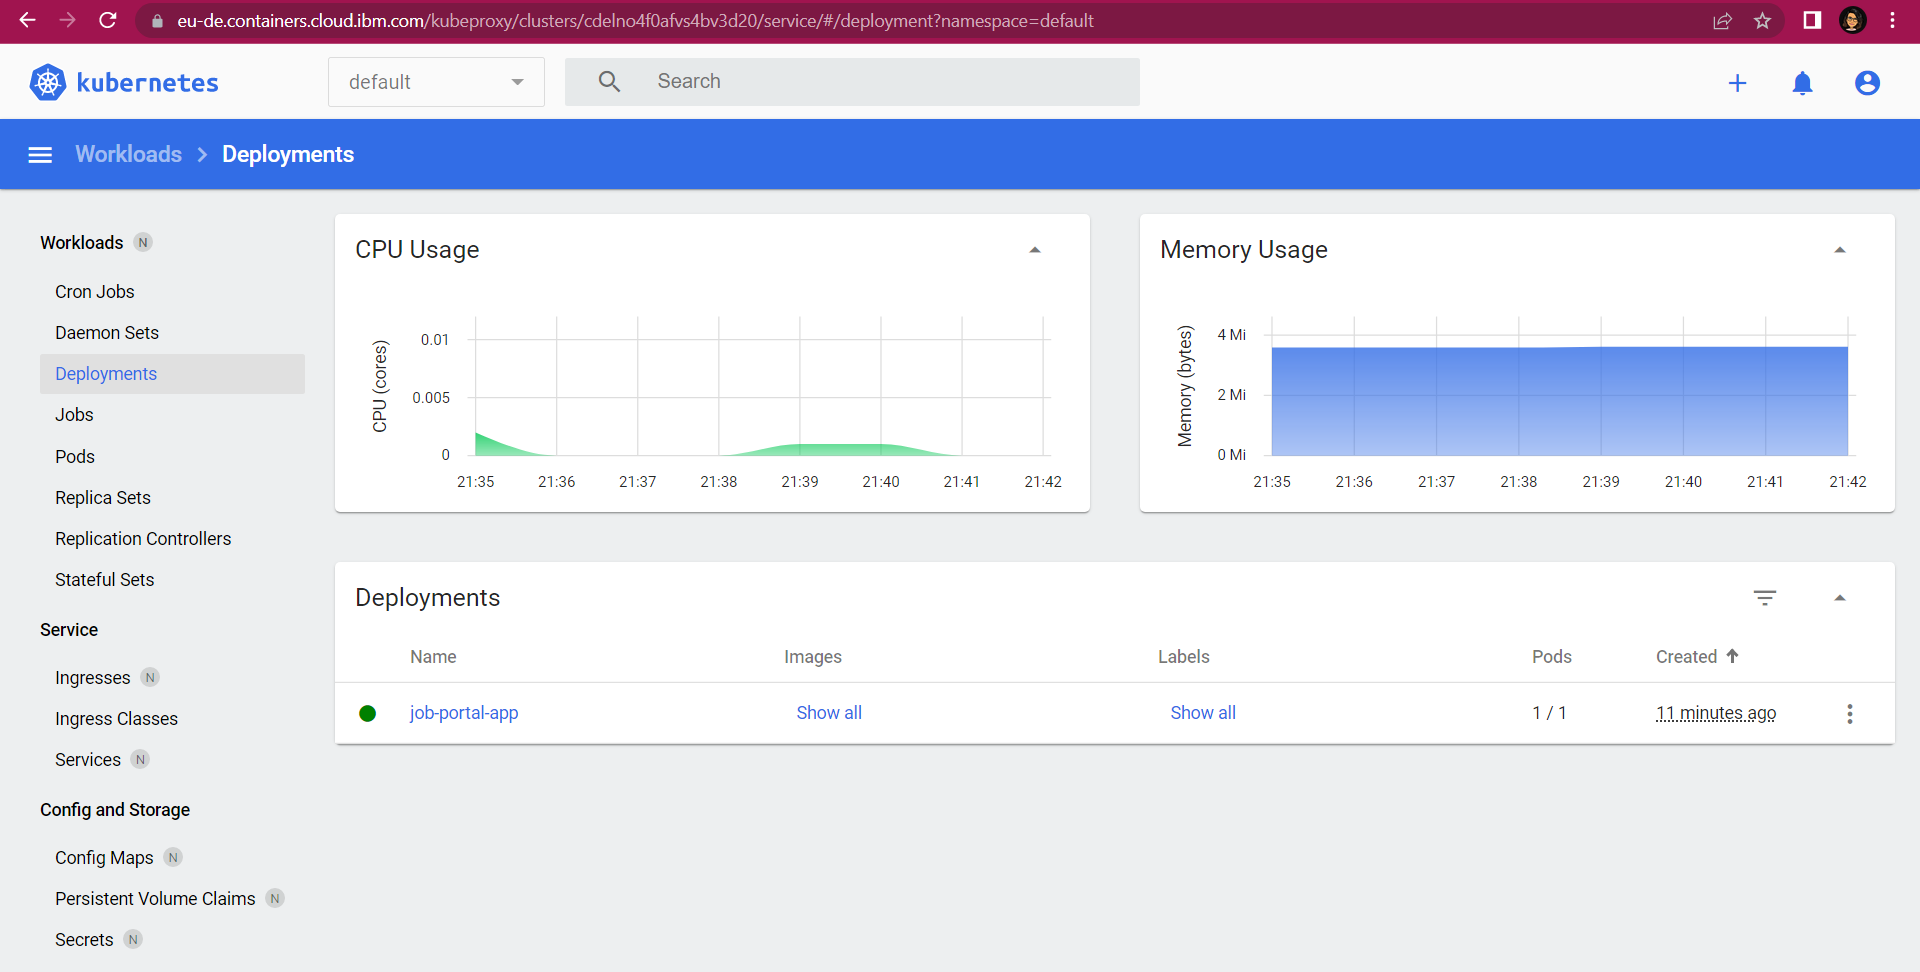 eu-de.containers.cloud.ibm.com/kubeproxy/clusters/cdelno4f0afvs4bv3d20/service/#/deployment?namespace=default
kubernetes
default
Search
Workloads > Deployments
Workloads N
Cron Jobs
Daemon Sets
Deployments
Jobs
Pods
Replica Sets
Replication Controllers
Stateful Sets
Service
Ingresses N
Ingress Classes
Services N
Config and Storage
Config Maps N
Persistent Volume Claims N
Secrets N
CPU Usage
CPU (cores)
0.01
0.005
0
21:35 21:36 21:37 21:38 21:39 21:40 21:41 21:42
Memory Usage
Memory (bytes)
4 Mi
2 Mi
0 Mi
21:35 21:36 21:37 21:38 21:39 21:40 21:41 21:42
Deployments
Name Images Labels Pods Created
job-portal-app Show all Show all 1 / 1 11 minutes ago